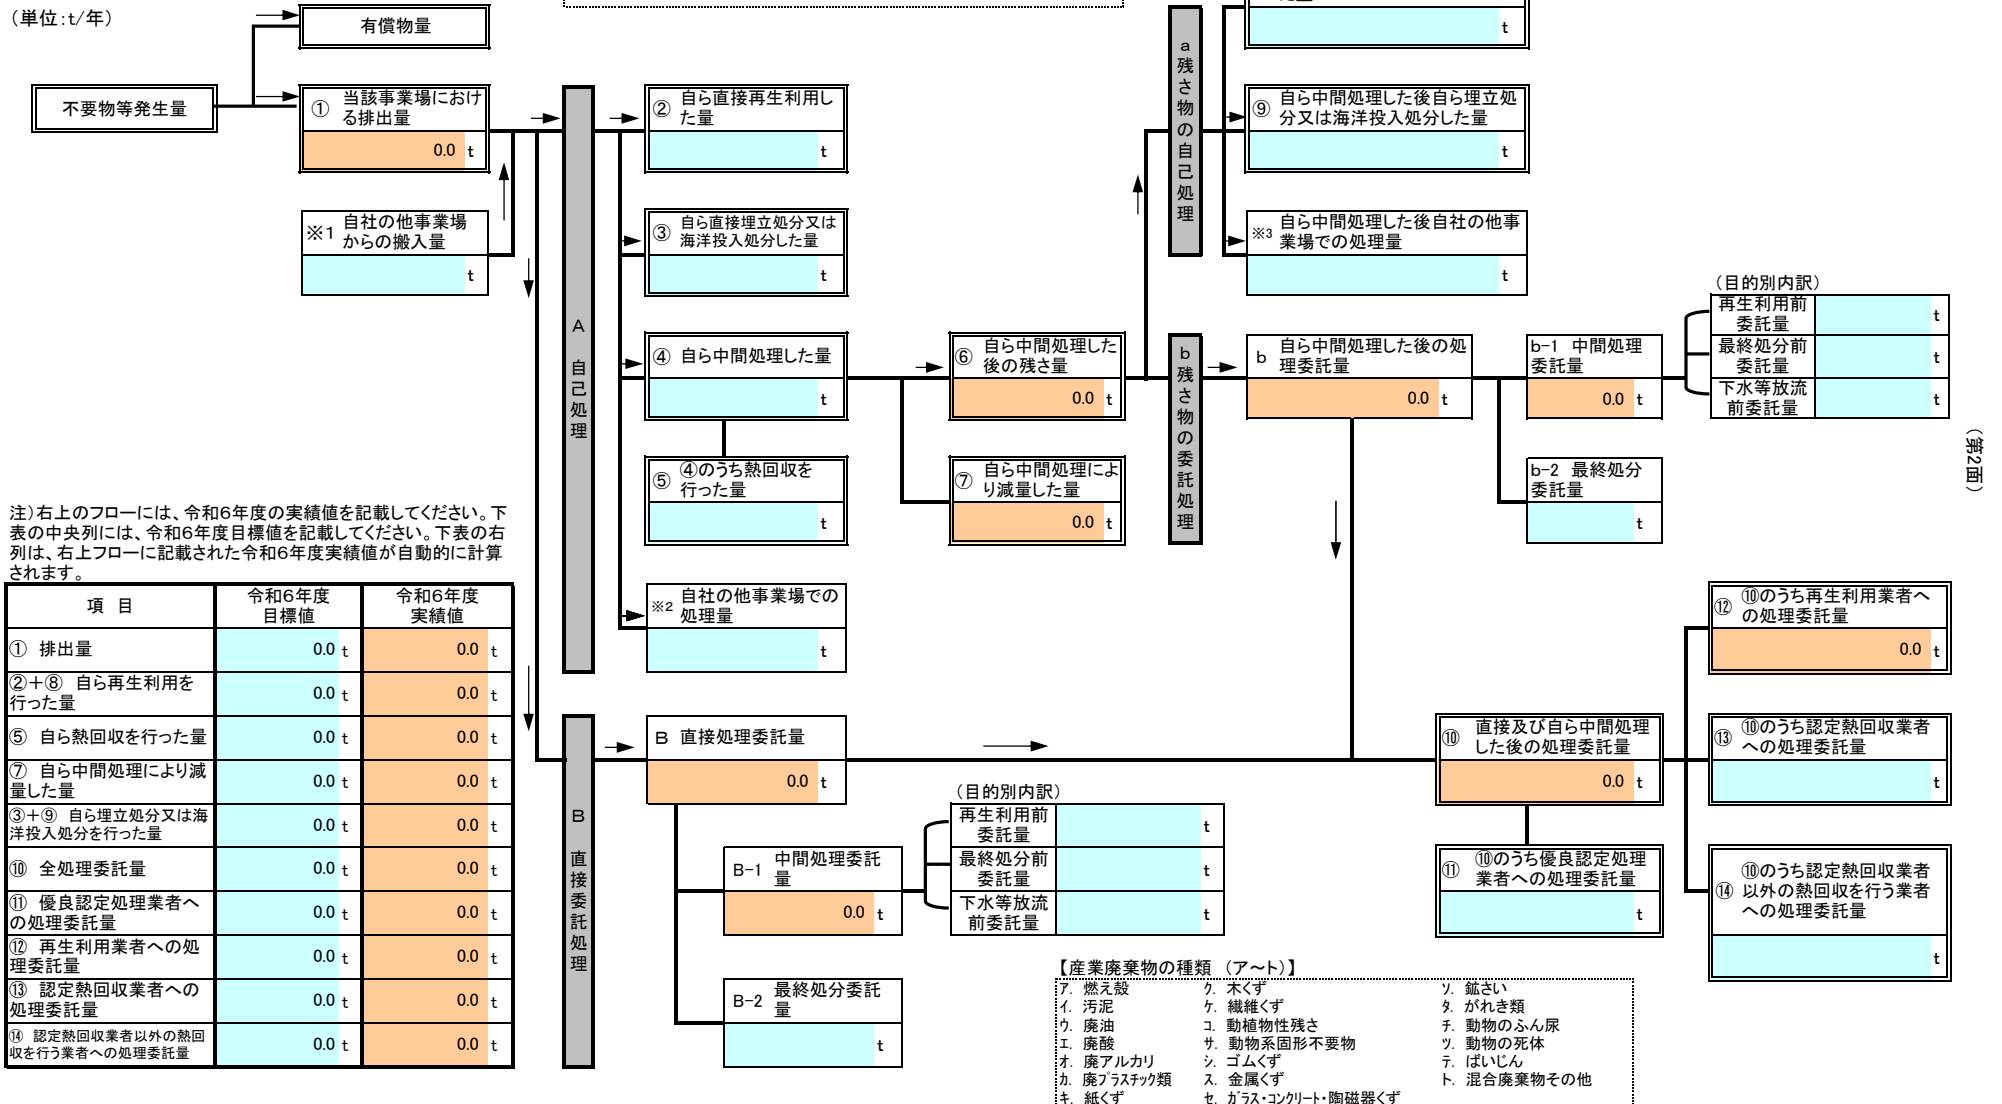 （単位：t/年）
有償物量
不要物等発生量
① 当該事業場におけ
る排出量
0.0 t
※1 自社の他事業場
からの搬入量
t
A 自己処理
② 自ら直接再生利用し
た量
t
③ 自ら直接埋立処分又は
海洋投入処分した量
t
④ 自ら中間処理した量
t
⑤ ④のうち熱回収を
行った量
t
※2 自社の他事業場での
処理量
t
⑥ 自ら中間処理した
後の残さ量
0.0 t
⑦ 自ら中間処理によ
り減量した量
0.0 t
a 残さ物の自己処理
t
⑨ 自ら中間処理した後自ら埋立処
分又は海洋投入処分した量
t
※3 自ら中間処理した後自社の他事
業場での処理量
t
b 残さ物の委託処理
b 自ら中間処理した後の処
理委託量
0.0 t
b-1 中間処理
委託量
0.0 t
b-2 最終処分
委託量
t
（目的別内訳）
再生利用前
委託量
t
最終処分前
委託量
t
下水等放流
前委託量
t
（第2面）
注）右上のフローには、令和６年度の実績値を記載してください。下
表の中央列には、令和６年度目標値を記載してください。下表の右
列は、右上フローに記載された令和６年度実績値が自動的に計算
されます。
項 目 令和６年度
目標値 令和６年度
実績値
① 排出量 0.0 t 0.0 t
②＋⑧ 自ら再生利用を
行った量 0.0 t 0.0 t
⑤ 自ら熱回収を行った量 0.0 t 0.0 t
⑦ 自ら中間処理により減
量した量 0.0 t 0.0 t
③＋⑨ 自ら埋立処分又は海
洋投入処分を行った量 0.0 t 0.0 t
⑩ 全処理委託量 0.0 t 0.0 t
⑪ 優良認定処理業者へ
の処理委託量 0.0 t 0.0 t
⑫ 再生利用業者への処
理委託量 0.0 t 0.0 t
⑬ 認定熱回収業者への
処理委託量 0.0 t 0.0 t
⑭ 認定熱回収業者以外の熱回
収を行う業者への処理委託量 0.0 t 0.0 t
B 直接委託処理
B 直接処理委託量
0.0 t
B-1 中間処理委託
量
0.0 t
B-2 最終処分委託
量
t
（目的別内訳）
再生利用前
委託量
t
最終処分前
委託量
t
下水等放流
前委託量
t
⑩ 直接及び自ら中間処理
した後の処理委託量
0.0 t
⑪ ⑩のうち優良認定処理
業者への処理委託量
t
⑫ ⑩のうち再生利用業者へ
の処理委託量
0.0 t
⑬ ⑩のうち認定熱回収業者
への処理委託量
t
⑭ ⑩のうち認定熱回収業者
以外の熱回収を行う業者
への処理委託量
t
【産業廃棄物の種類 （ア～ト）】
ｱ. 燃え殻 ｸ. 木くず ｿ. 鉱さい
ｲ. 汚泥 ｹ. 繊維くず ﾀ. がれき類
ｳ. 廃油 ｺ. 動植物性残さ ﾁ. 動物のふん尿
ｴ. 廃酸 ｻ. 動物系固形不要物 ﾂ. 動物の死体
ｵ. 廃アルカリ ｼ. ゴムくず ﾃ. ばいじん
ｶ. 廃ﾌﾟﾗｽﾁｯｸ類 ｽ. 金属くず ﾄ. 混合廃棄物その他
ｷ. 紙くず ｾ. ｶﾞﾗｽ・ｺﾝｸﾘｰﾄ・陶磁器くず